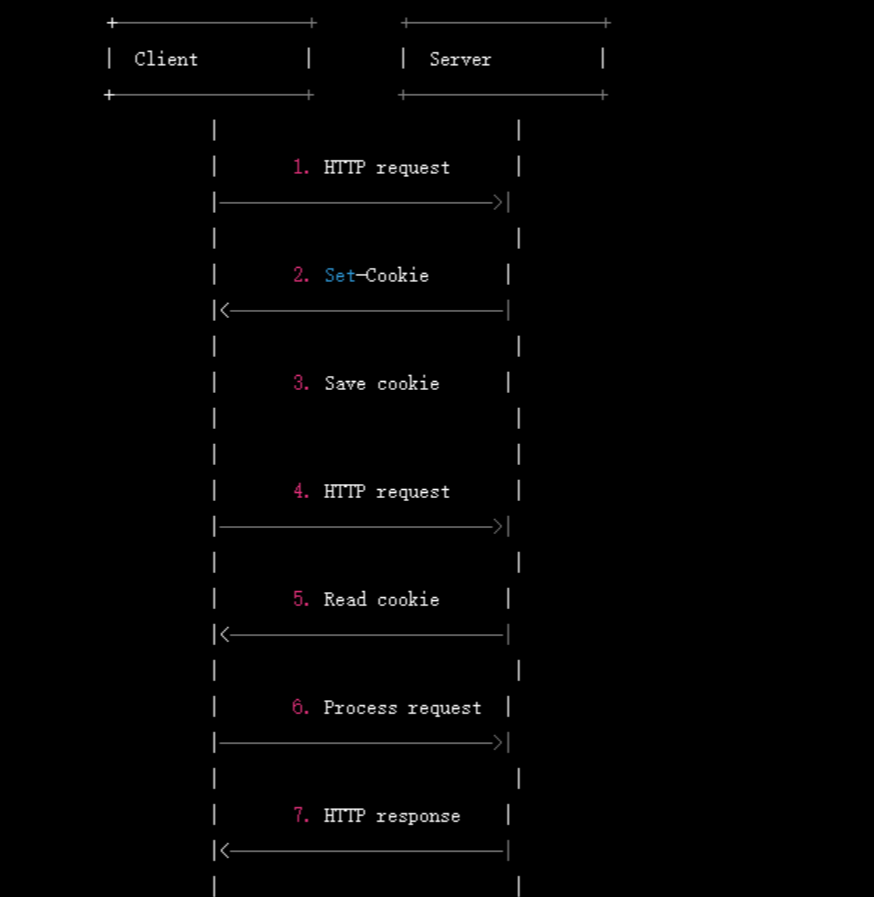 Client Server
1. HTTP request
2. Set-Cookie
3. Save cookie
4. HTTP request
5. Read cookie
6. Process request
7. HTTP response